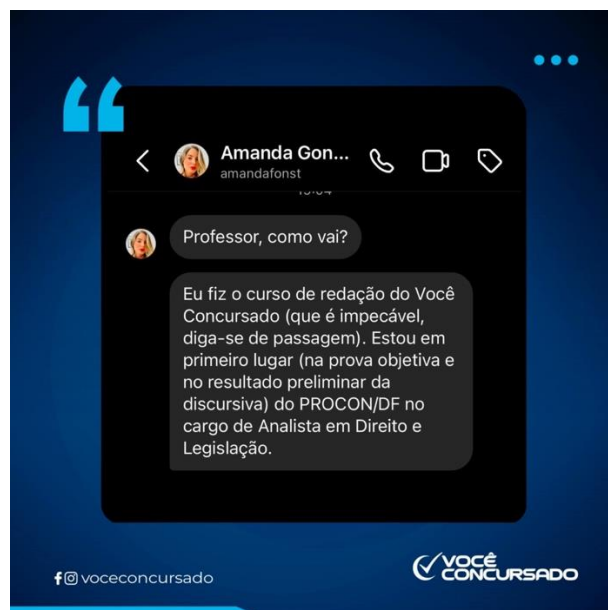 Amanda Gon...
amandafonst
Professor, como vai?
Eu fiz o curso de redação do Você
Concursado (que é impecável,
diga-se de passagem). Estou em
primeiro lugar (na prova objetiva e
no resultado preliminar da
discursiva) do PROCON/DF no
cargo de Analista em Direito e
Legislação.
voceconcursado
VOCÊ
CONCURSADO